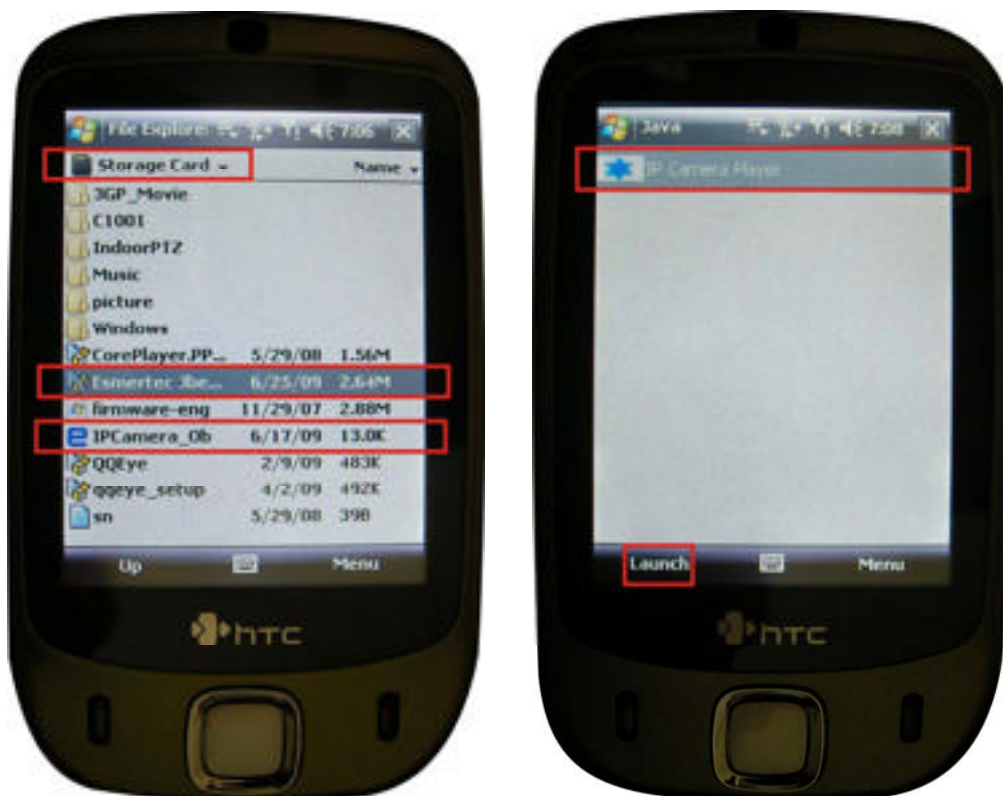 File Explorer 7:06
Storage Card
Name
3GP_Movie
C1001
IndoorPTZ
Music
picture
Windows
CorePlayer.PP... 5/29/08 1.56M
Esmertec Jbe... 6/25/09 2.64M
firmware-eng 11/29/07 2.88M
IPCamera_Ob 6/17/09 13.0K
QQEye 2/9/09 483K
qqeye_setup 4/2/09 492K
sn 5/29/08 39B
Up Menu
hTC
Java 7:08
IP Camera Player
Launch Menu
hTC